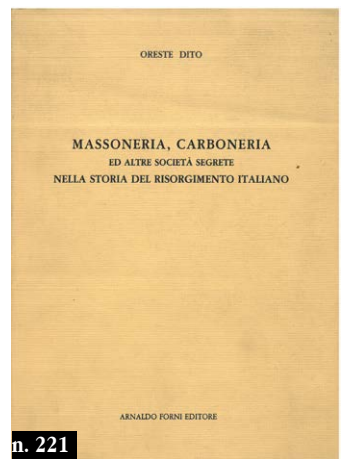 ORESTE DITO
MASSONERIA, CARBONERIA
ED ALTRE SOCIETÀ SEGRETE
NELLA STORIA DEL RISORGIMENTO ITALIANO
ARNALDO FORNI EDITORE
n. 221